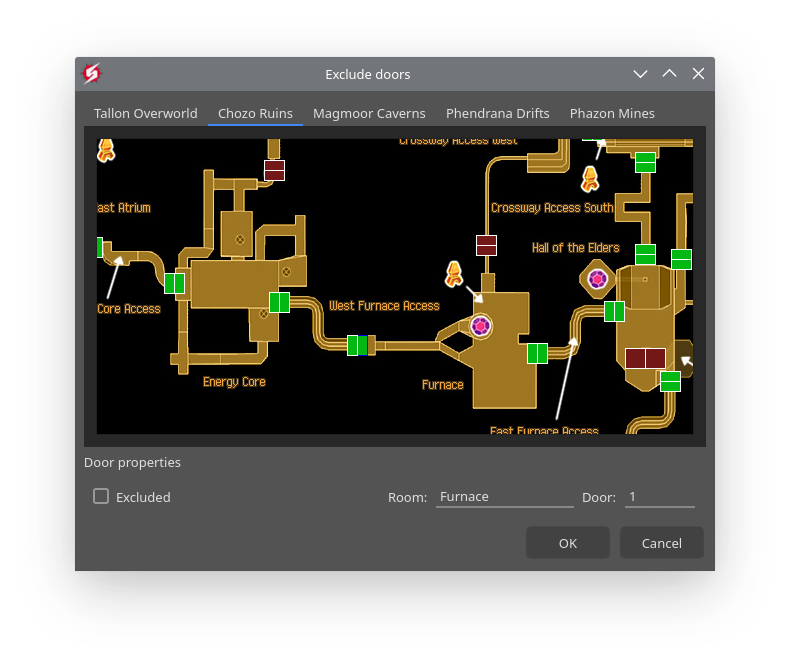 Exclude doors
Tallon Overworld
Chozo Ruins
Magmoor Caverns
Phendrana Drifts
Phazon Mines
Crossway Access West
ast Atrium
Crossway Access South
Hall of the Elders
Core Access
West Furnace Access
Energy Core
Furnace
East Furnace Access
Door properties
Excluded
Room: Furnace
Door: 1
OK
Cancel